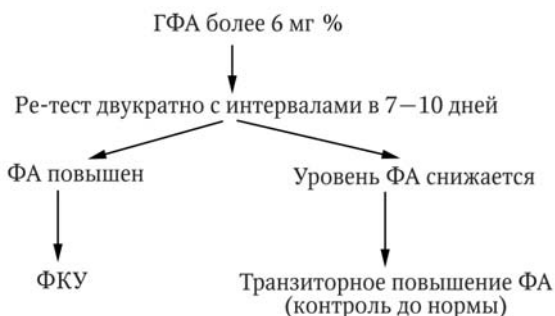 ГФА более 6 мг %
Ре-тест двукратно с интервалами в 7—10 дней
ФА повышен
Уровень ФА снижается
ФКУ
Транзиторное повышение ФА
(контроль до нормы)